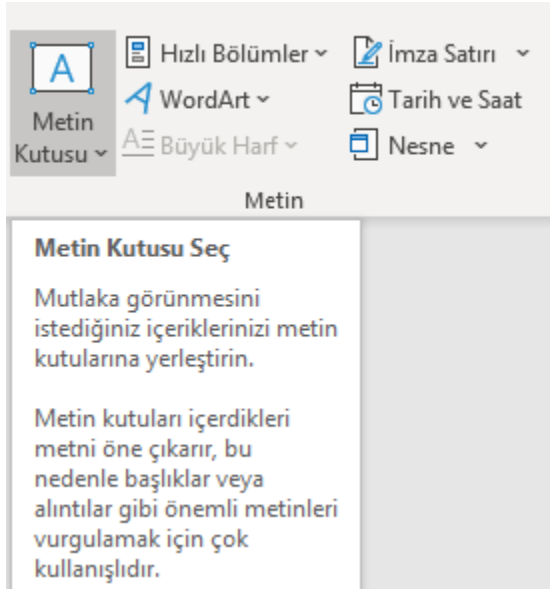 A
Metin
Kutusu
Hızlı Bölümler
WordArt
Büyük Harf
İmza Satırı
Tarih ve Saat
Nesne
Metin
Metin Kutusu Seç
Mutlaka görünmesini
istediğiniz içeriklerinizi metin
kutularına yerleştirin.
Metin kutuları içerdikleri
metni öne çıkarır, bu
nedenle başlıklar veya
alıntılar gibi önemli metinleri
vurgulamak için çok
kullanışlıdır.